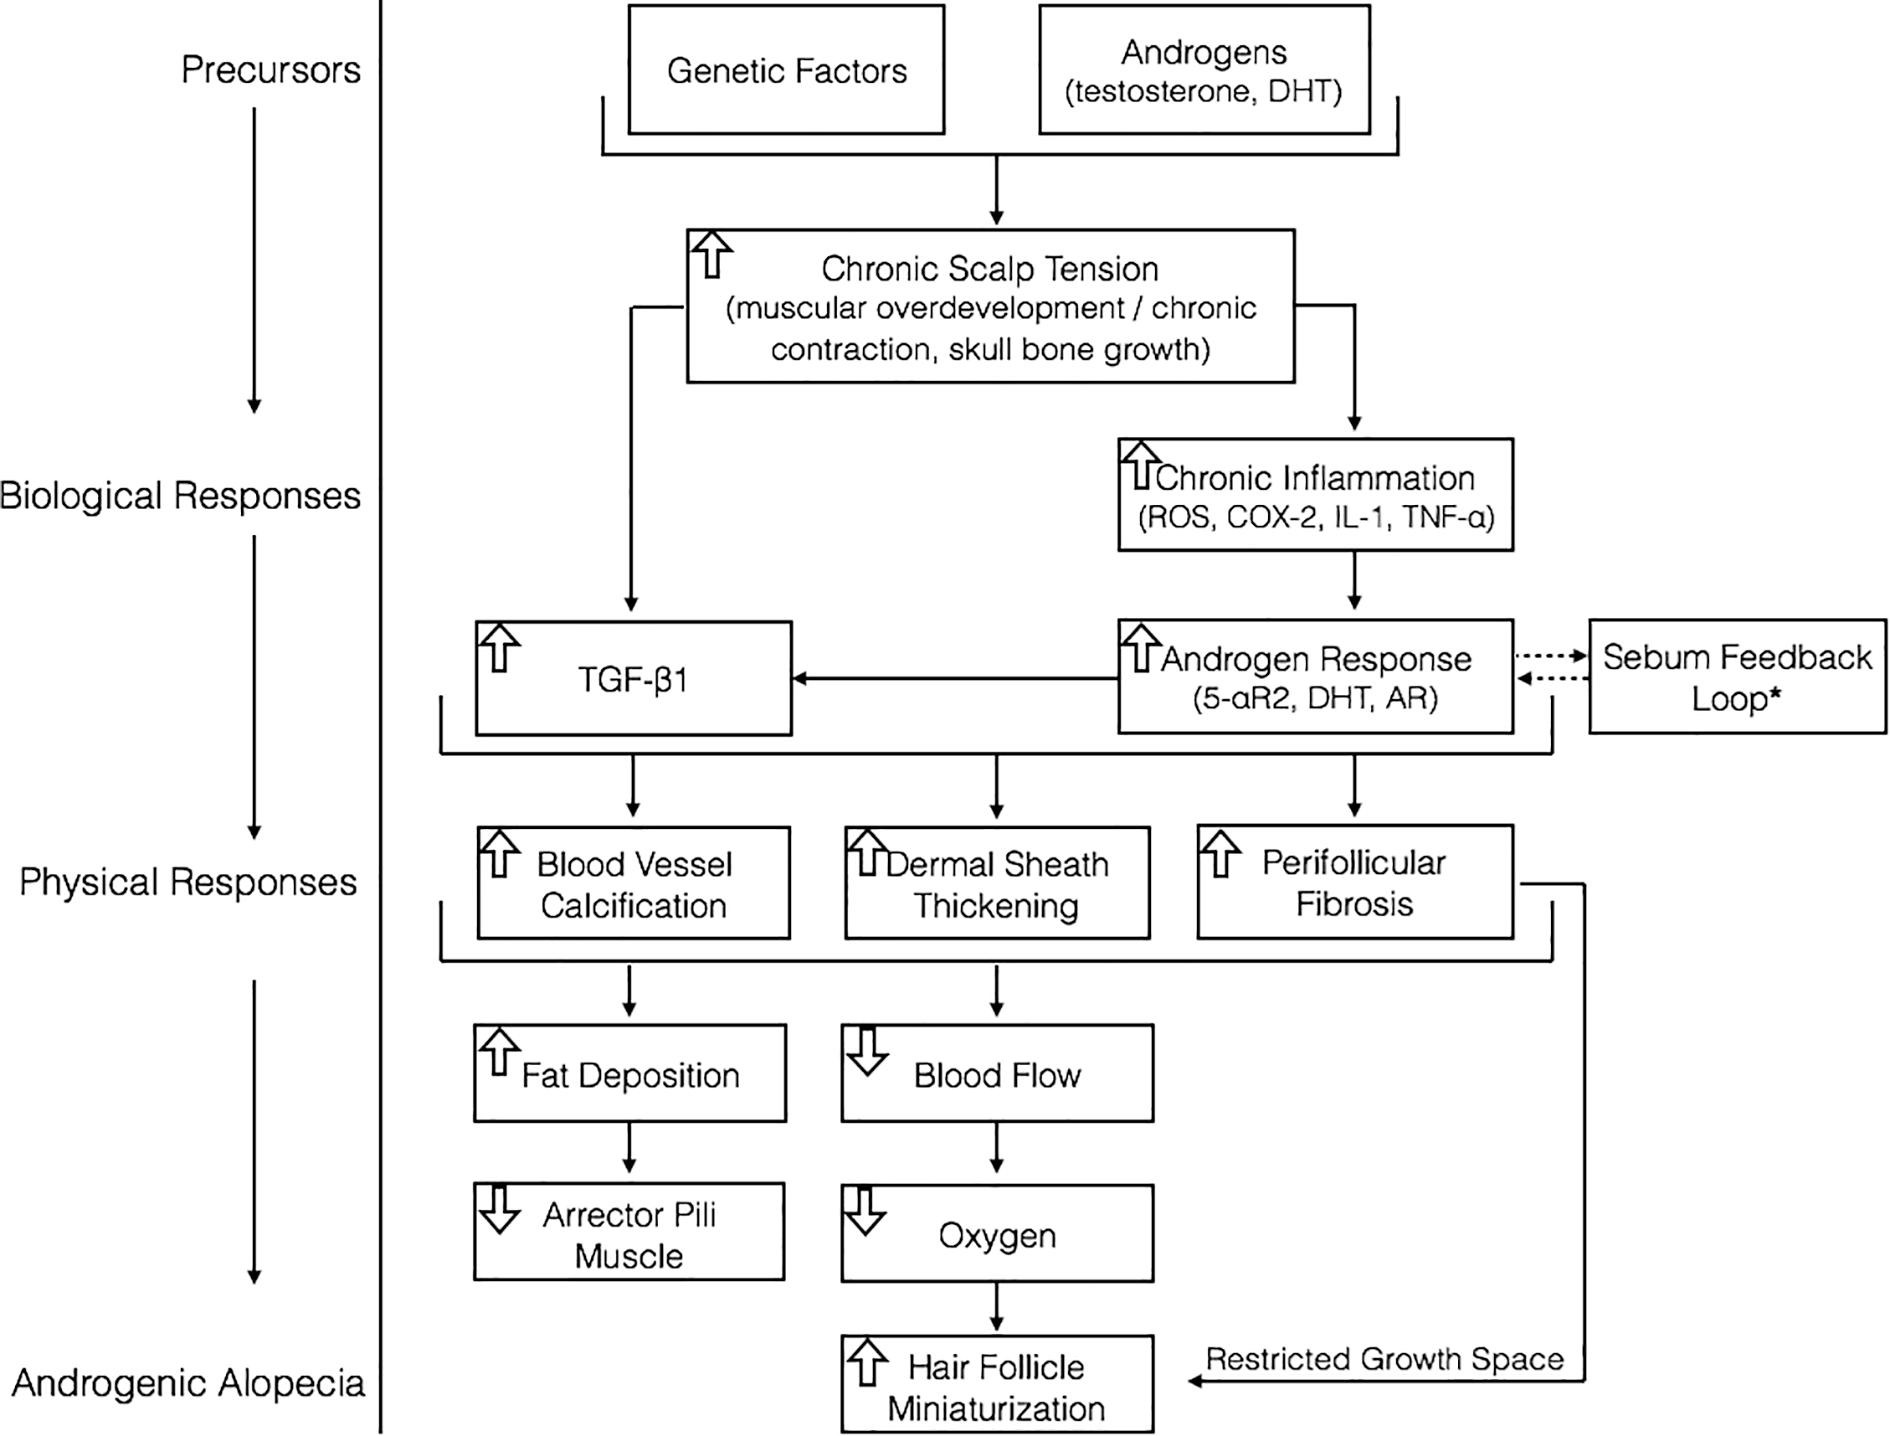 Precursors
Genetic Factors
Androgens
(testosterone, DHT)
Chronic Scalp Tension
(muscular overdevelopment / chronic
contraction, skull bone growth)
Biological Responses
Chronic Inflammation
(ROS, COX-2, IL-1, TNF-α)
TGF-β1
Androgen Response
(5-αR2, DHT, AR)
Sebum Feedback
Loop*
Physical Responses
Blood Vessel
Calcification
Dermal Sheath
Thickening
Perifollicular
Fibrosis
Fat Deposition
Blood Flow
Arrector Pili
Muscle
Oxygen
Androgenic Alopecia
Hair Follicle
Miniaturization
Restricted Growth Space